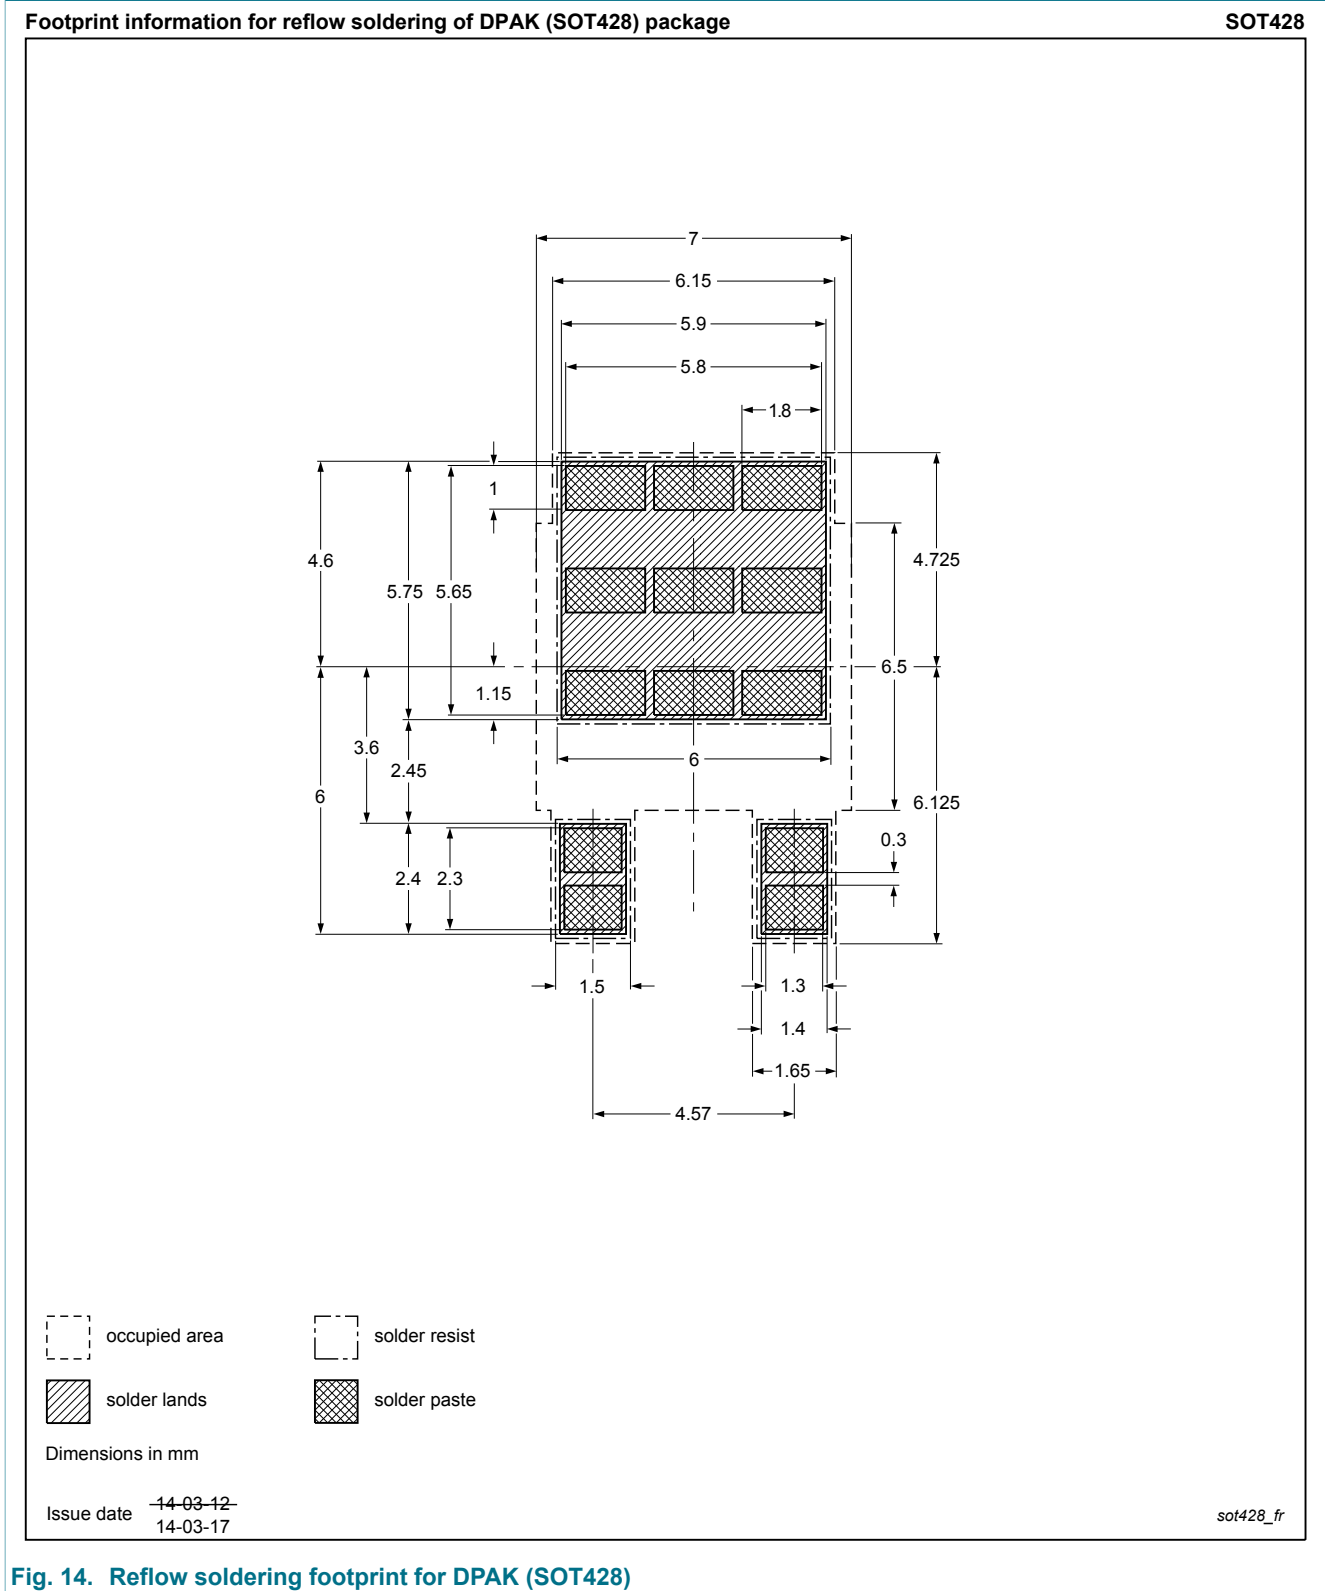 Footprint information for reflow soldering of DPAK (SOT428) package SOT428
7
6.15
5.9
5.8
1.8
1
4.6
4.725
5.75 5.65
6.5
1.15
3.6
6
2.45
6
6.125
0.3
2.4 2.3
1.5
1.3
1.4
1.65
4.57
occupied area
solder resist
solder lands
solder paste
Dimensions in mm
Issue date 14-03-12
14-03-17
sot428_fr
Fig. 14. Reflow soldering footprint for DPAK (SOT428)